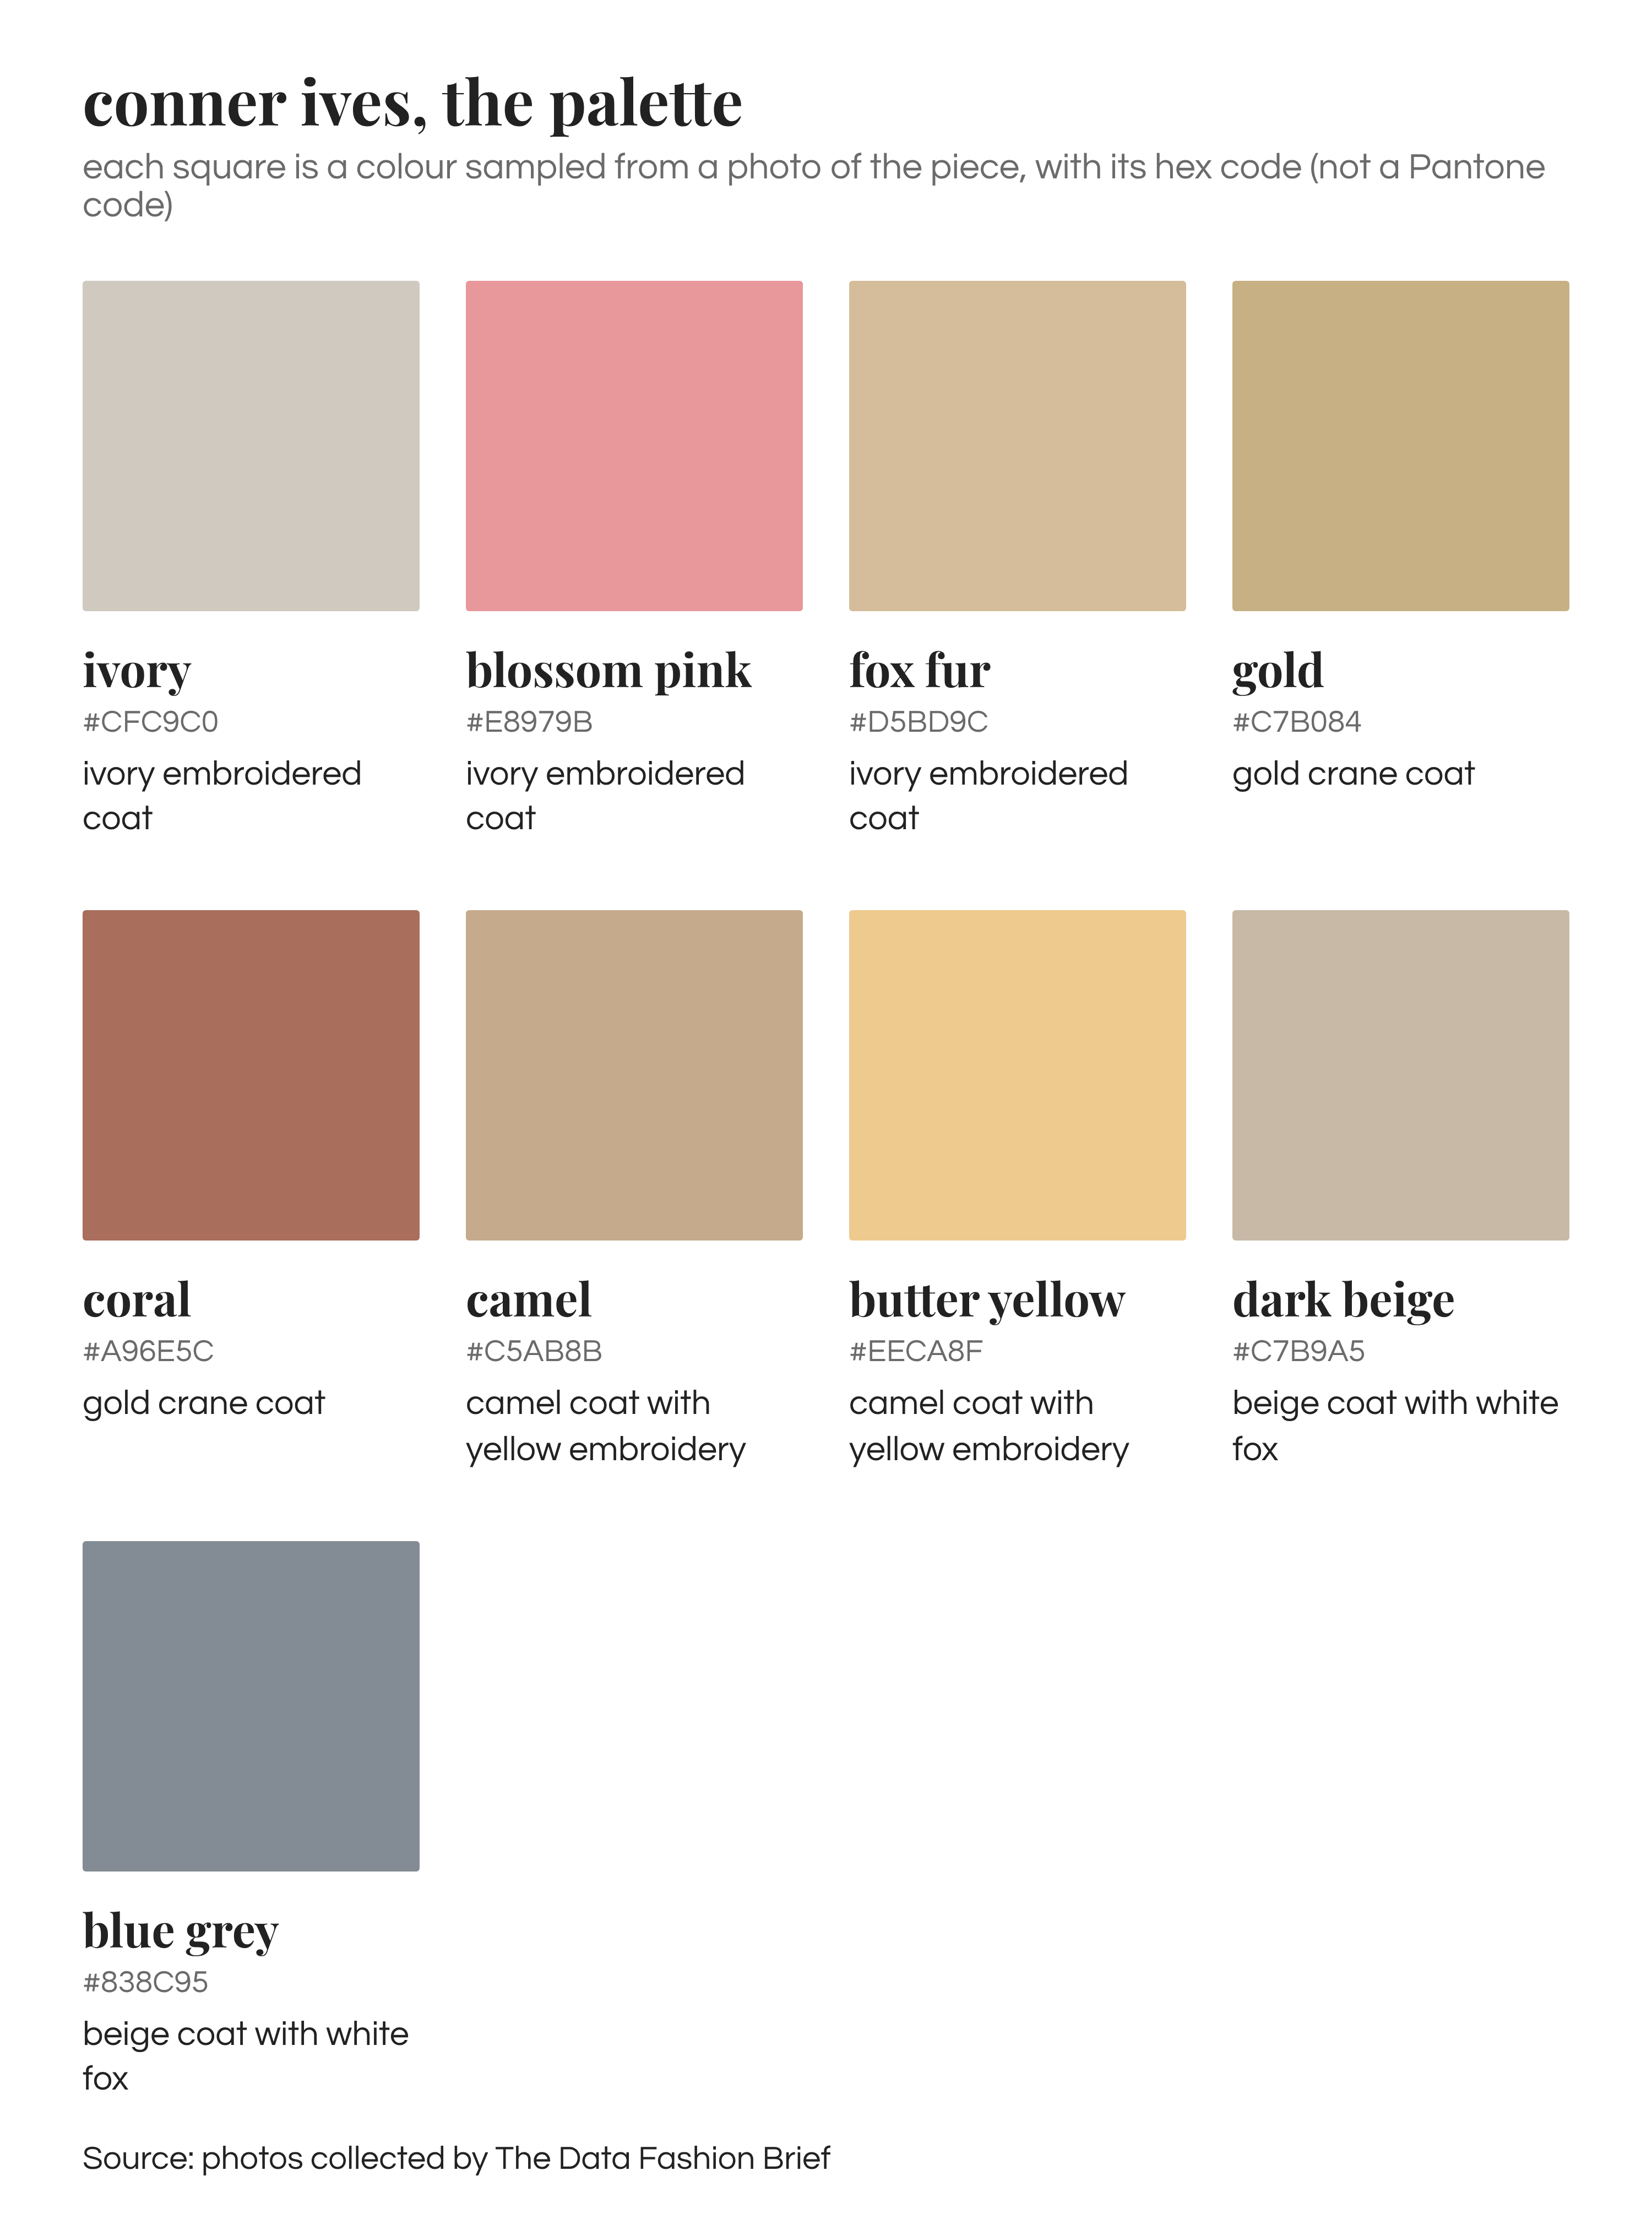 conner ives, the palette
each square is a colour sampled from a photo of the piece, with its hex code (not a Pantone
code)
ivory
#CFC9C0
ivory embroidered
coat
blossom pink
#E8979B
ivory embroidered
coat
fox fur
#D5BD9C
ivory embroidered
coat
gold
#C7B084
gold crane coat
coral
#A96E5C
gold crane coat
camel
#C5AB8B
camel coat with
yellow embroidery
butter yellow
#EECA8F
camel coat with
yellow embroidery
dark beige
#C7B9A5
beige coat with white
fox
blue grey
#838C95
beige coat with white
fox
Source: photos collected by The Data Fashion Brief